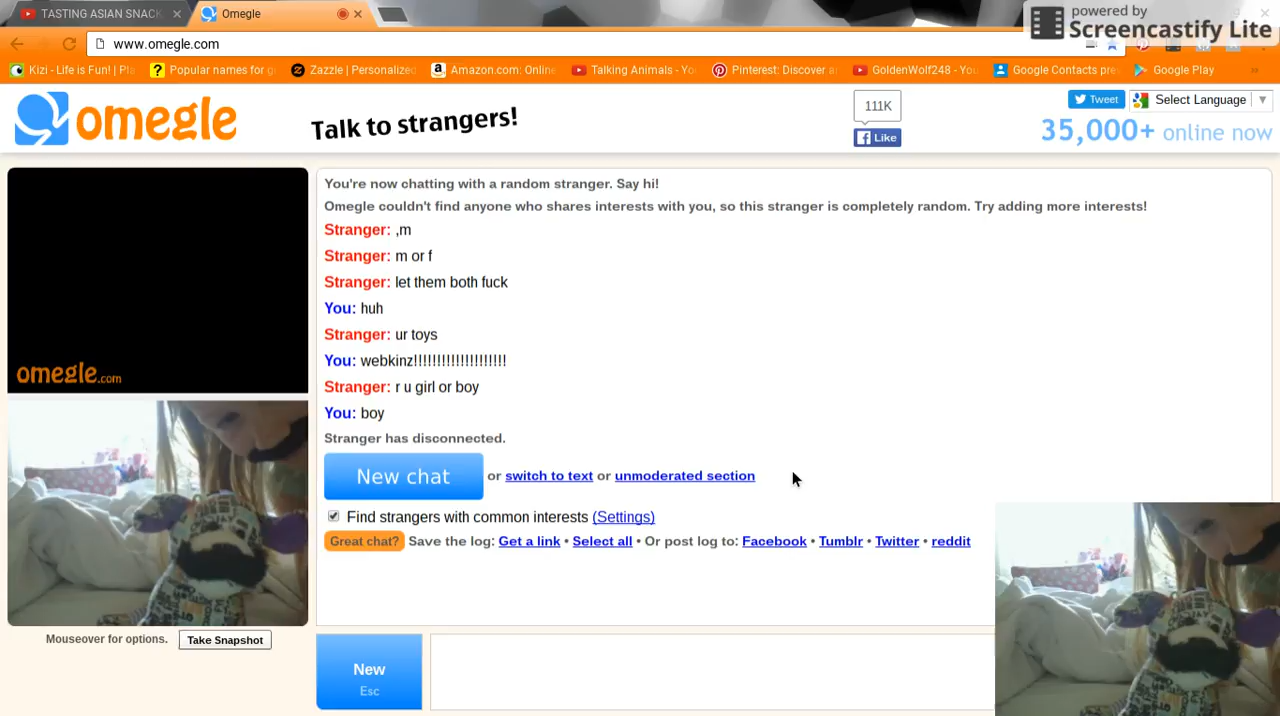 TASTING ASIAN SNACK
Omegle
powered by
Screencastify Lite
www.omegle.com
Kizi - Life is Fun! | Pla
Popular names for g
Zazzle | Personalized
Amazon.com: Online
Talking Animals - Yo
Pinterest: Discover a
GoldenWolf248 - You
Google Contacts pre
Google Play
omegle
Talk to strangers!
111K
Like
Tweet
Select Language
35,000+ online now
You're now chatting with a random stranger. Say hi!
Omegle couldn't find anyone who shares interests with you, so this stranger is completely random. Try adding more interests!
Stranger: ,m
Stranger: m or f
Stranger: let them both fuck
You: huh
Stranger: ur toys
You: webkinz!!!!!!!!!!!!!!!!!!!!
Stranger: r u girl or boy
You: boy
Stranger has disconnected.
New chat or switch to text or unmoderated section
Find strangers with common interests (Settings)
Great chat? Save the log: Get a link • Select all • Or post log to: Facebook • Tumblr • Twitter • reddit
omegle.com
Mouseover for options. Take Snapshot
New
Esc